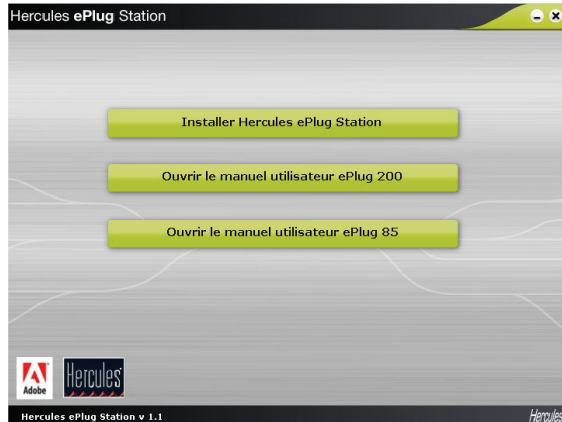 Hercules ePlug Station
Installer Hercules ePlug Station
Ouvrir le manuel utilisateur ePlug 200
Ouvrir le manuel utilisateur ePlug 85
Adobe
Hercules
Hercules ePlug Station v 1.1
Hercules